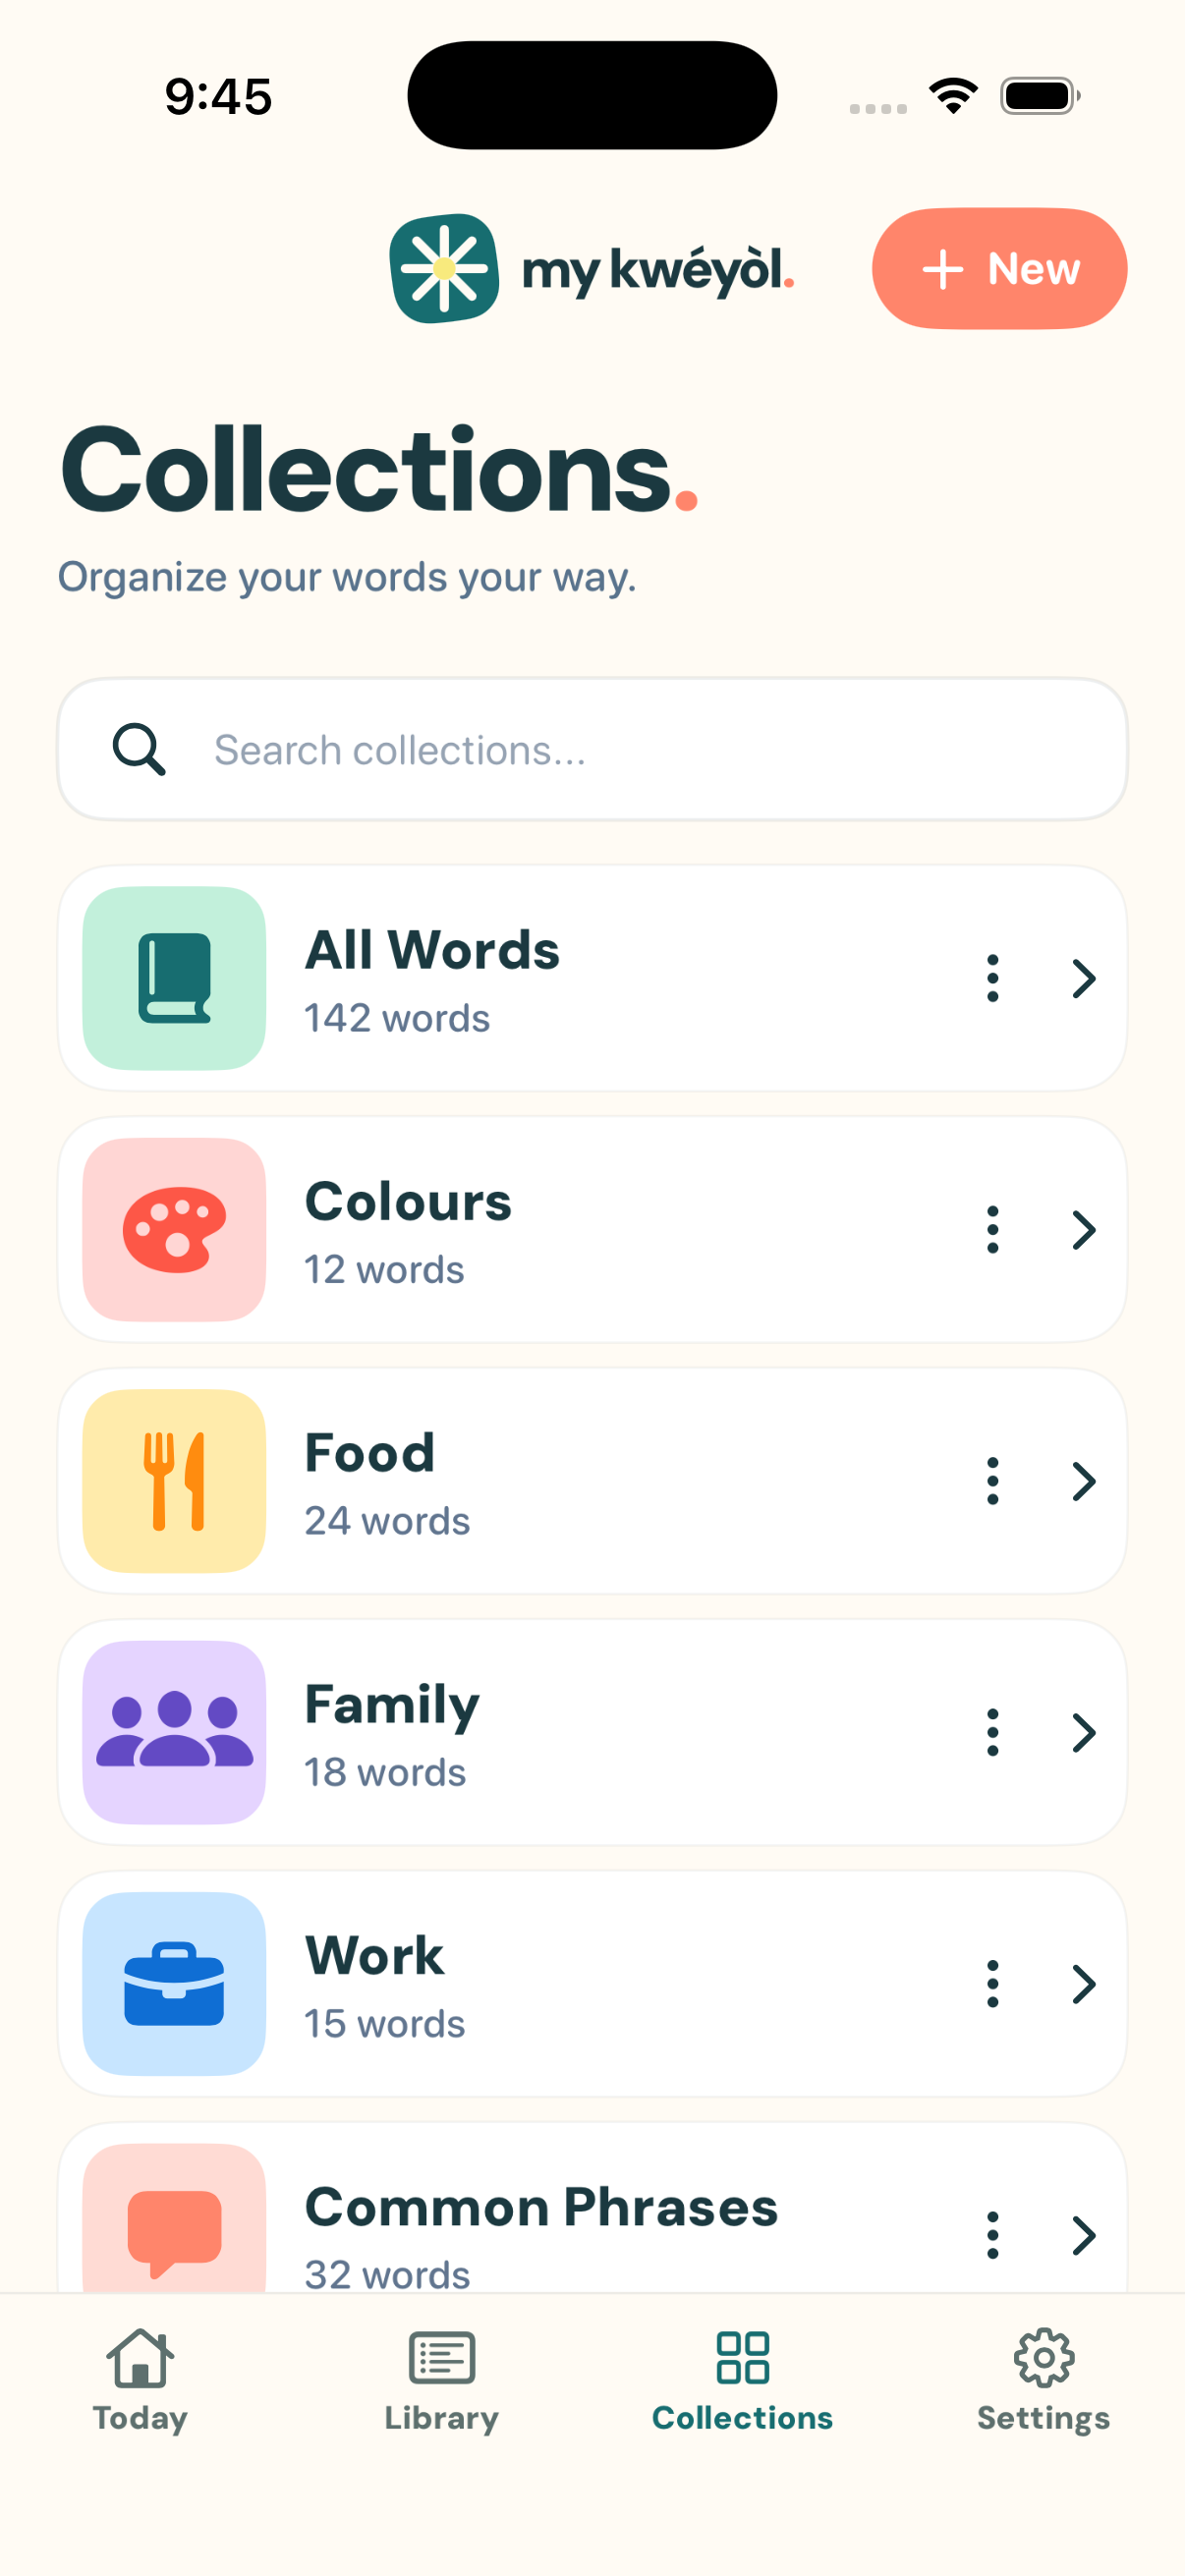 9:45
my kwéyòl.
+ New
Collections.
Organize your words your way.
Search collections...
All Words
142 words
Colours
12 words
Food
24 words
Family
18 words
Work
15 words
Common Phrases
32 words
Today
Library
Collections
Settings